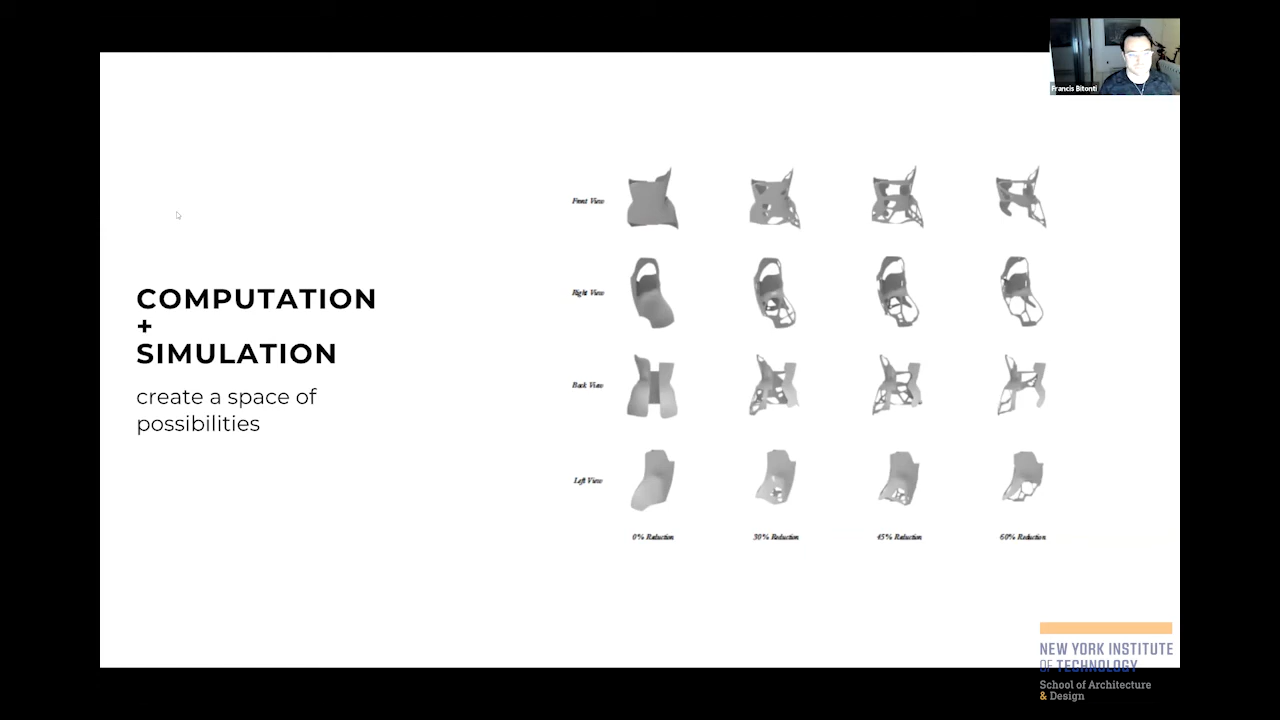 Francis Bitonti
COMPUTATION
+
SIMULATION
create a space of
possibilities
Front View
Right View
Back View
Left View
0% Reduction
30% Reduction
45% Reduction
60% Reduction
NEW YORK INSTITUTE
OF TECHNOLOGY
School of Architecture
& Design